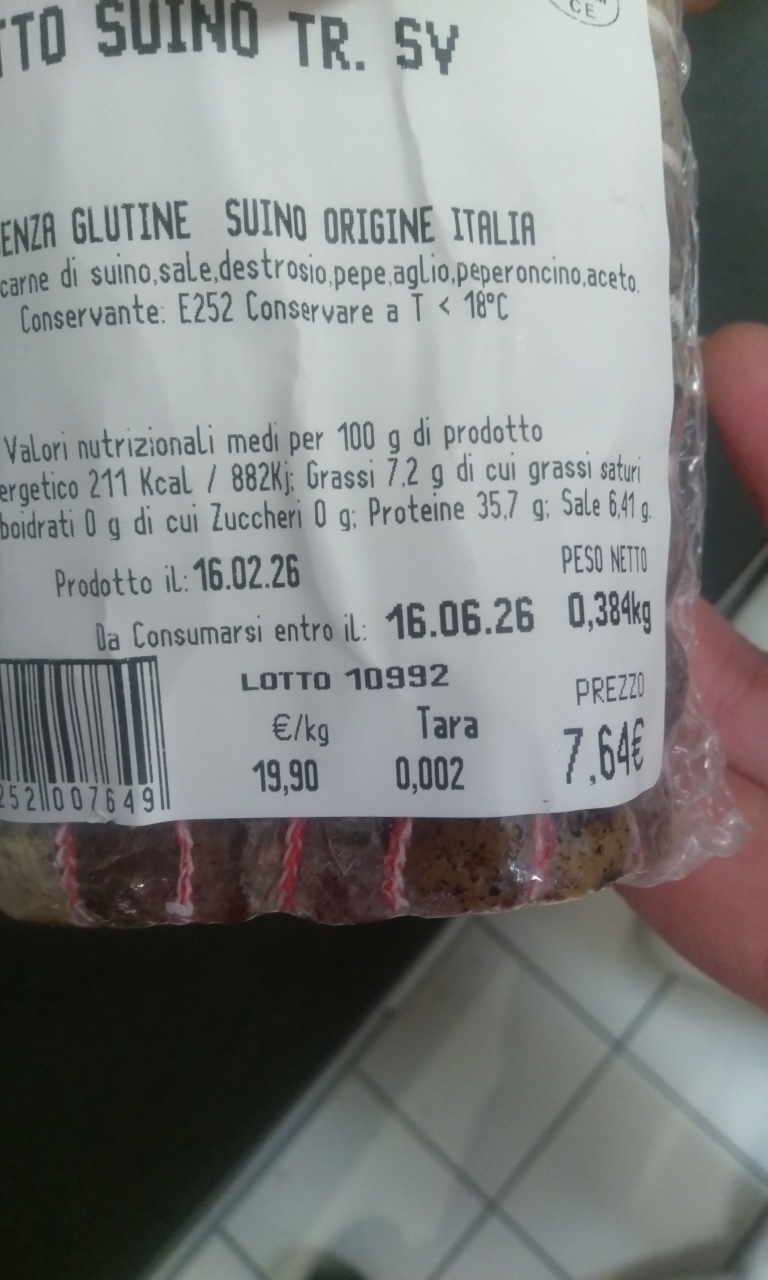 CE
TTO SUINO TR. SV
ENZA GLUTINE SUINO ORIGINE ITALIA
carne di suino,sale,destrosio,pepe,aglio,peperoncino,aceto.
Conservante: E252 Conservare a T < 18°C
Valori nutrizionali medi per 100 g di prodotto
ergetico 211 Kcal / 882Kj; Grassi 7,2 g di cui grassi saturi
boidrati 0 g di cui Zuccheri 0 g; Proteine 35,7 g; Sale 6,41 g.
Prodotto il: 16.02.26
PESO NETTO
Da Consumarsi entro il: 16.06.26 0,384kg
LOTTO 10992
PREZZO
€/kg Tara
19,90 0,002 7,64€
252 007649